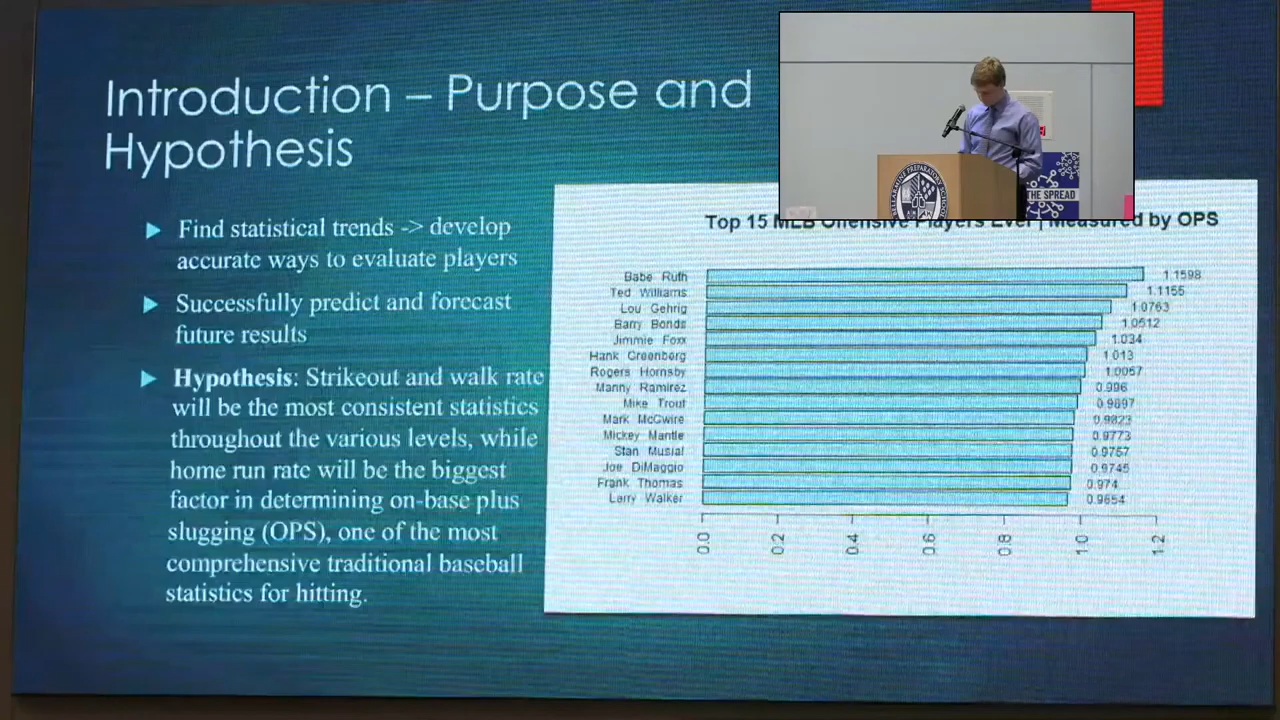 Introduction – Purpose and
Hypothesis
Find statistical trends -> develop
accurate ways to evaluate players
Successfully predict and forecast
future results
Hypothesis: Strikeout and walk rate
will be the most consistent statistics
throughout the various levels, while
home run rate will be the biggest
factor in determining on-base plus
slugging (OPS), one of the most
comprehensive traditional baseball
statistics for hitting.
THE SPREAD
Top 15 MLB Offensive Players Ever | Measured by OPS
Babe Ruth 1.1598
Ted Williams 1.1155
Lou Gehrig 1.0763
Barry Bonds 1.0512
Jimmie Foxx 1.034
Hank Greenberg 1.013
Rogers Hornsby 1.0057
Manny Ramirez 0.996
Mike Trout 0.9897
Mark McGwire 0.9823
Mickey Mantle 0.9773
Stan Musial 0.9757
Joe DiMaggio 0.9745
Frank Thomas 0.974
Larry Walker 0.9654
0.0 0.2 0.4 0.6 0.8 1.0 1.2